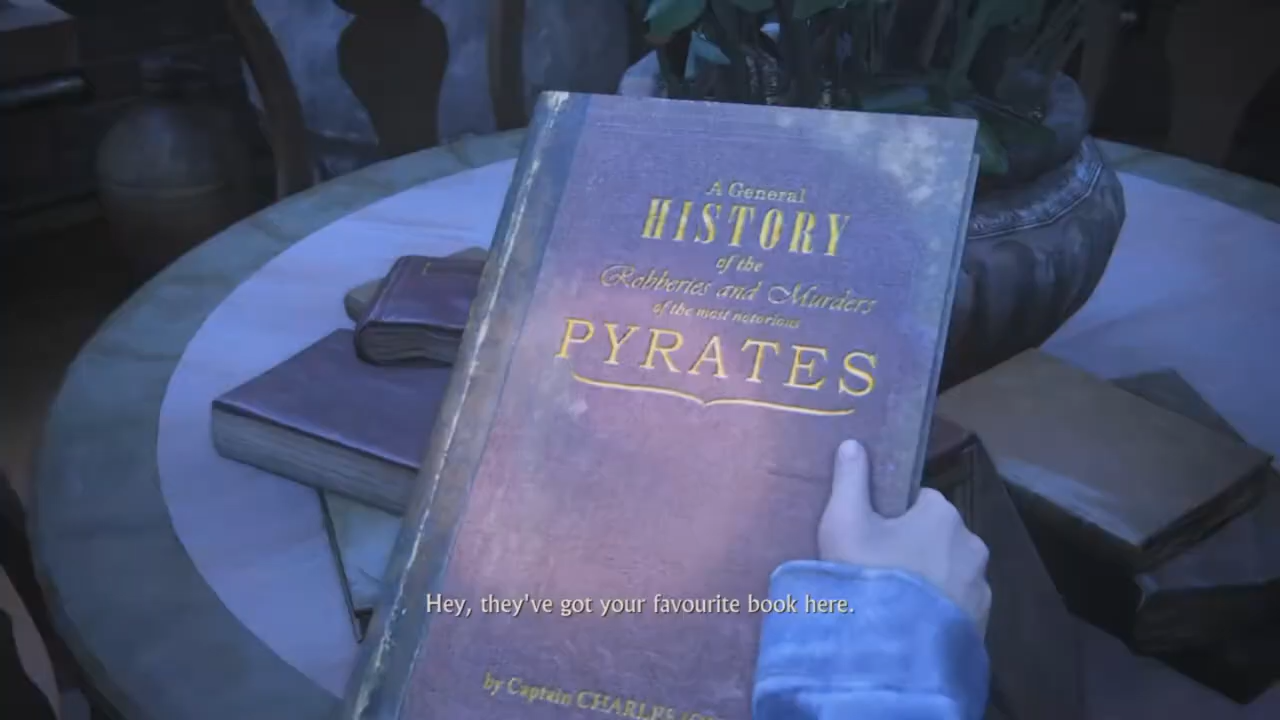 A General
HISTORY
of the
Robberies and Murders
of the most notorious
PYRATES
Hey, they've got your favourite book here.
by Captain CHARLES